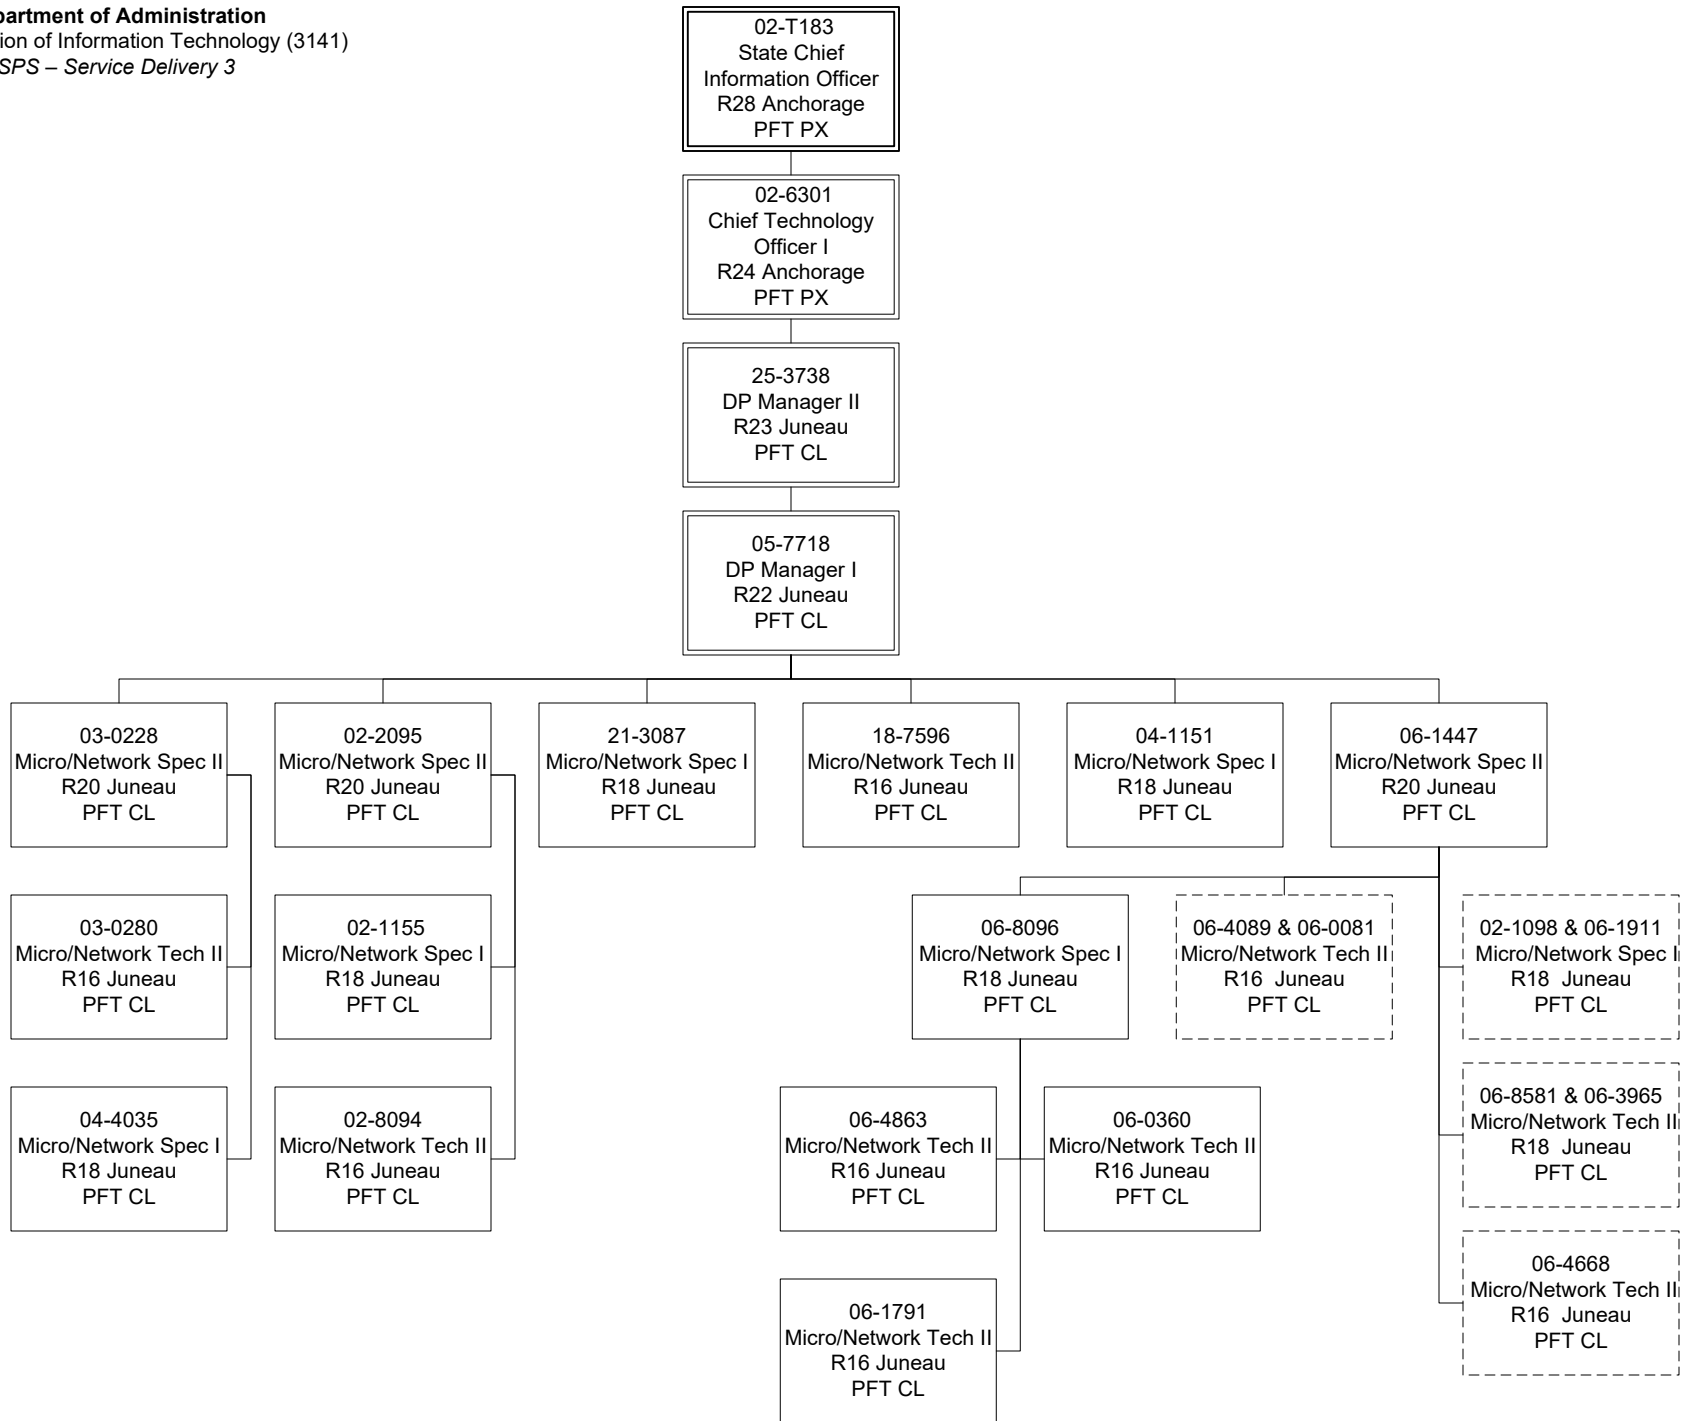 partment of Administration
ion of Information Technology (3141)
SPS – Service Delivery 3
02-T183
State Chief
Information Officer
R28 Anchorage
PFT PX
02-6301
Chief Technology
Officer I
R24 Anchorage
PFT PX
25-3738
DP Manager II
R23 Juneau
PFT CL
05-7718
DP Manager I
R22 Juneau
PFT CL
03-0228
Micro/Network Spec II
R20 Juneau
PFT CL
02-2095
Micro/Network Spec II
R20 Juneau
PFT CL
21-3087
Micro/Network Spec I
R18 Juneau
PFT CL
18-7596
Micro/Network Tech II
R16 Juneau
PFT CL
04-1151
Micro/Network Spec I
R18 Juneau
PFT CL
06-1447
Micro/Network Spec II
R20 Juneau
PFT CL
03-0280
Micro/Network Tech II
R16 Juneau
PFT CL
02-1155
Micro/Network Spec I
R18 Juneau
PFT CL
06-8096
Micro/Network Spec I
R18 Juneau
PFT CL
06-4089 & 06-0081
Micro/Network Tech II
R16 Juneau
PFT CL
02-1098 & 06-1911
Micro/Network Spec I
R18 Juneau
PFT CL
04-4035
Micro/Network Spec I
R18 Juneau
PFT CL
02-8094
Micro/Network Tech II
R16 Juneau
PFT CL
06-4863
Micro/Network Tech II
R16 Juneau
PFT CL
06-0360
Micro/Network Tech II
R16 Juneau
PFT CL
06-8581 & 06-3965
Micro/Network Tech II
R18 Juneau
PFT CL
06-1791
Micro/Network Tech II
R16 Juneau
PFT CL
06-4668
Micro/Network Tech II
R16 Juneau
PFT CL